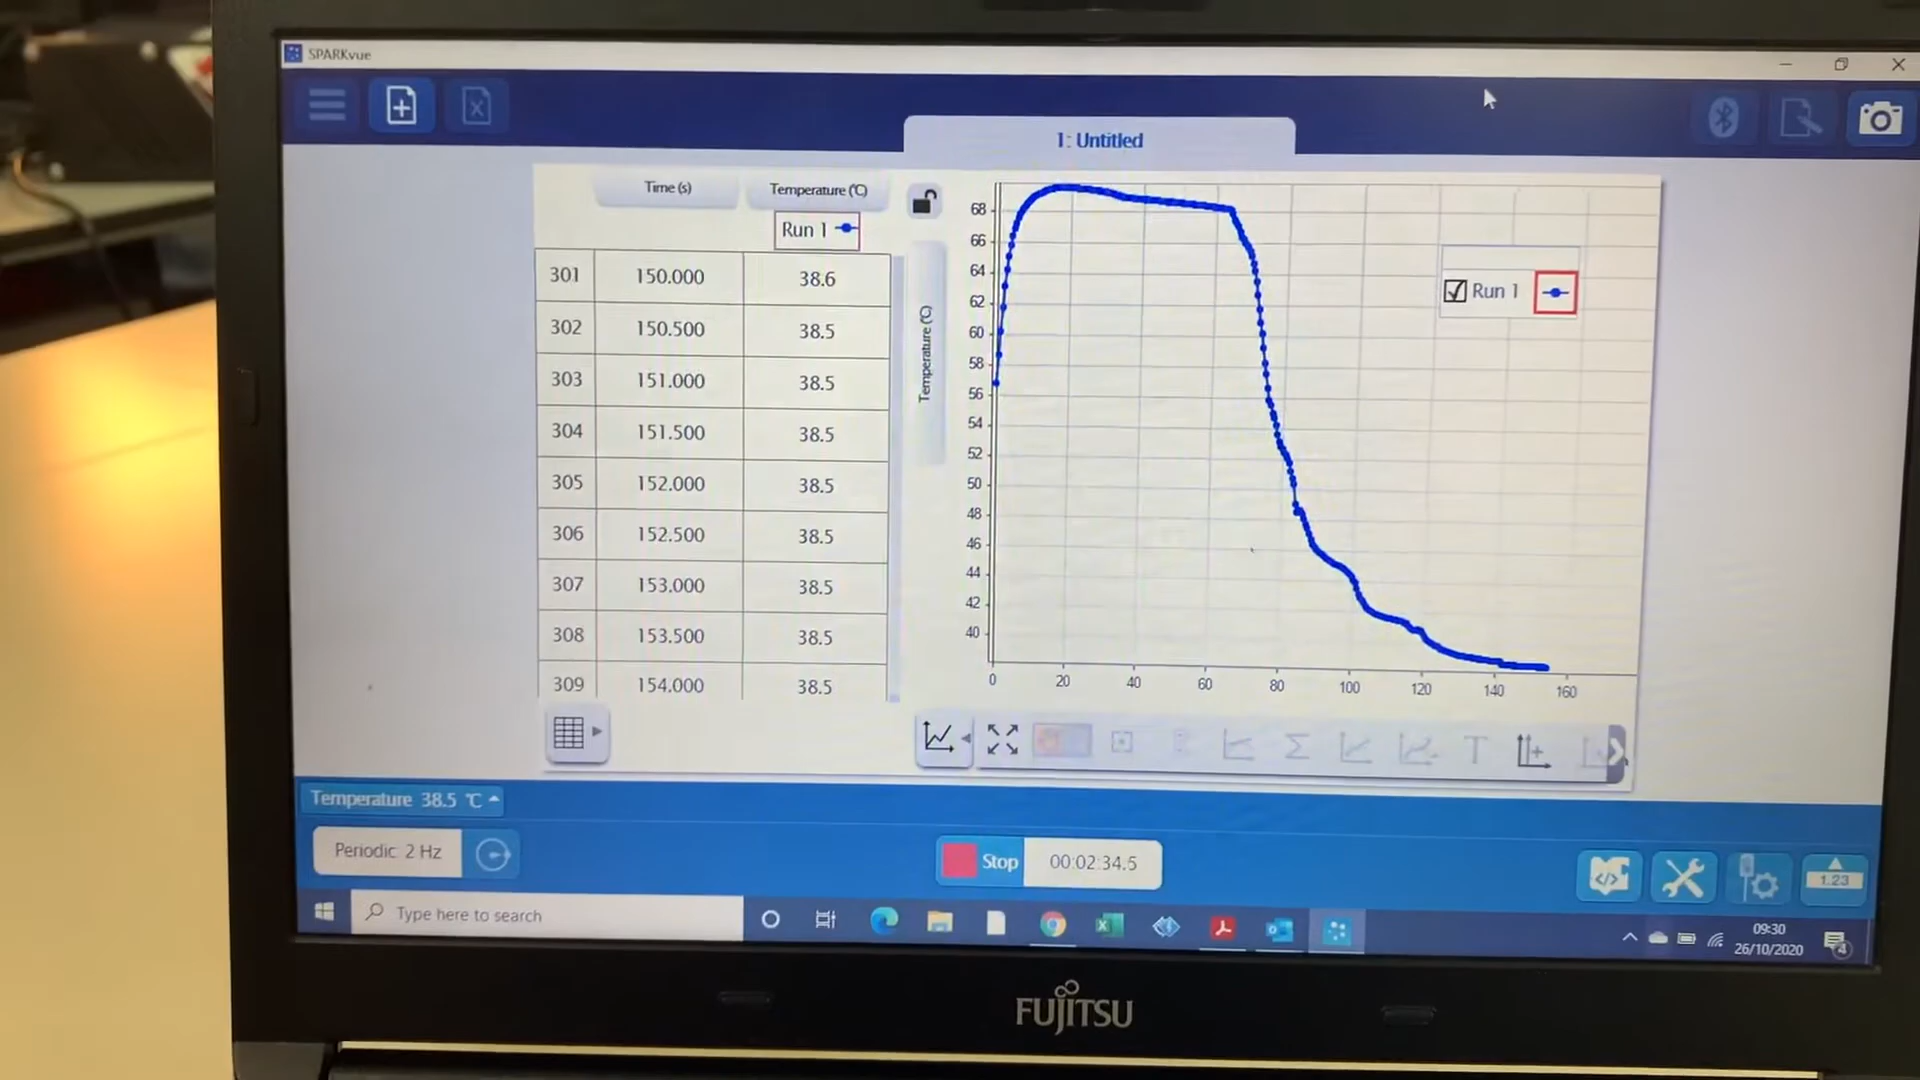 SPARKvue
1: Untitled
Time (s) Temperature (°C)
Run 1
301 150.000 38.6
302 150.500 38.5
303 151.000 38.5
304 151.500 38.5
305 152.000 38.5
306 152.500 38.5
307 153.000 38.5
308 153.500 38.5
309 154.000 38.5
Temperature (°C)
68
66
64
62
60
58
56
54
52
50
48
46
44
42
40
0 20 40 60 80 100 120 140 160
Run 1
Σ T
Temperature 38.5 °C
Periodic 2 Hz
Stop 00:02:34.5
1.23
Type here to search
09:30
26/10/2020
4
FUJITSU